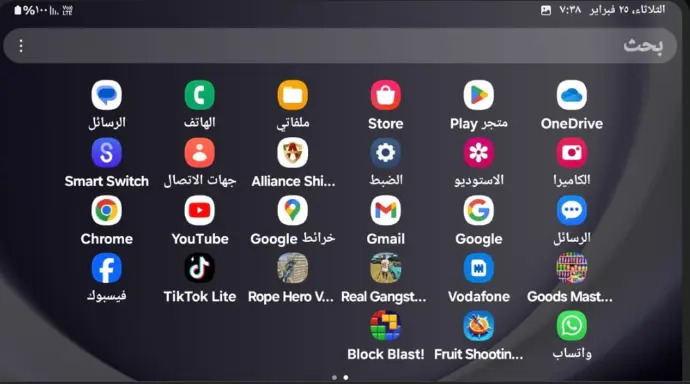 الثلاثاء، ٢٥ فبراير ٧:٣٨
Voo LTE ١٠٠%
بحث
OneDrive
متجر Play
Store
ملفاتي
الهاتف
الرسائل
الكاميرا
الاستوديو
الضبط
Alliance Shi...
جهات الاتصال
Smart Switch
الرسائل
Google
Gmail
خرائط Google
YouTube
Chrome
Goods Mast...
Vodafone
Real Gangst...
Rope Hero V...
TikTok Lite
فيسبوك
واتساب
Fruit Shootin...
Block Blast!